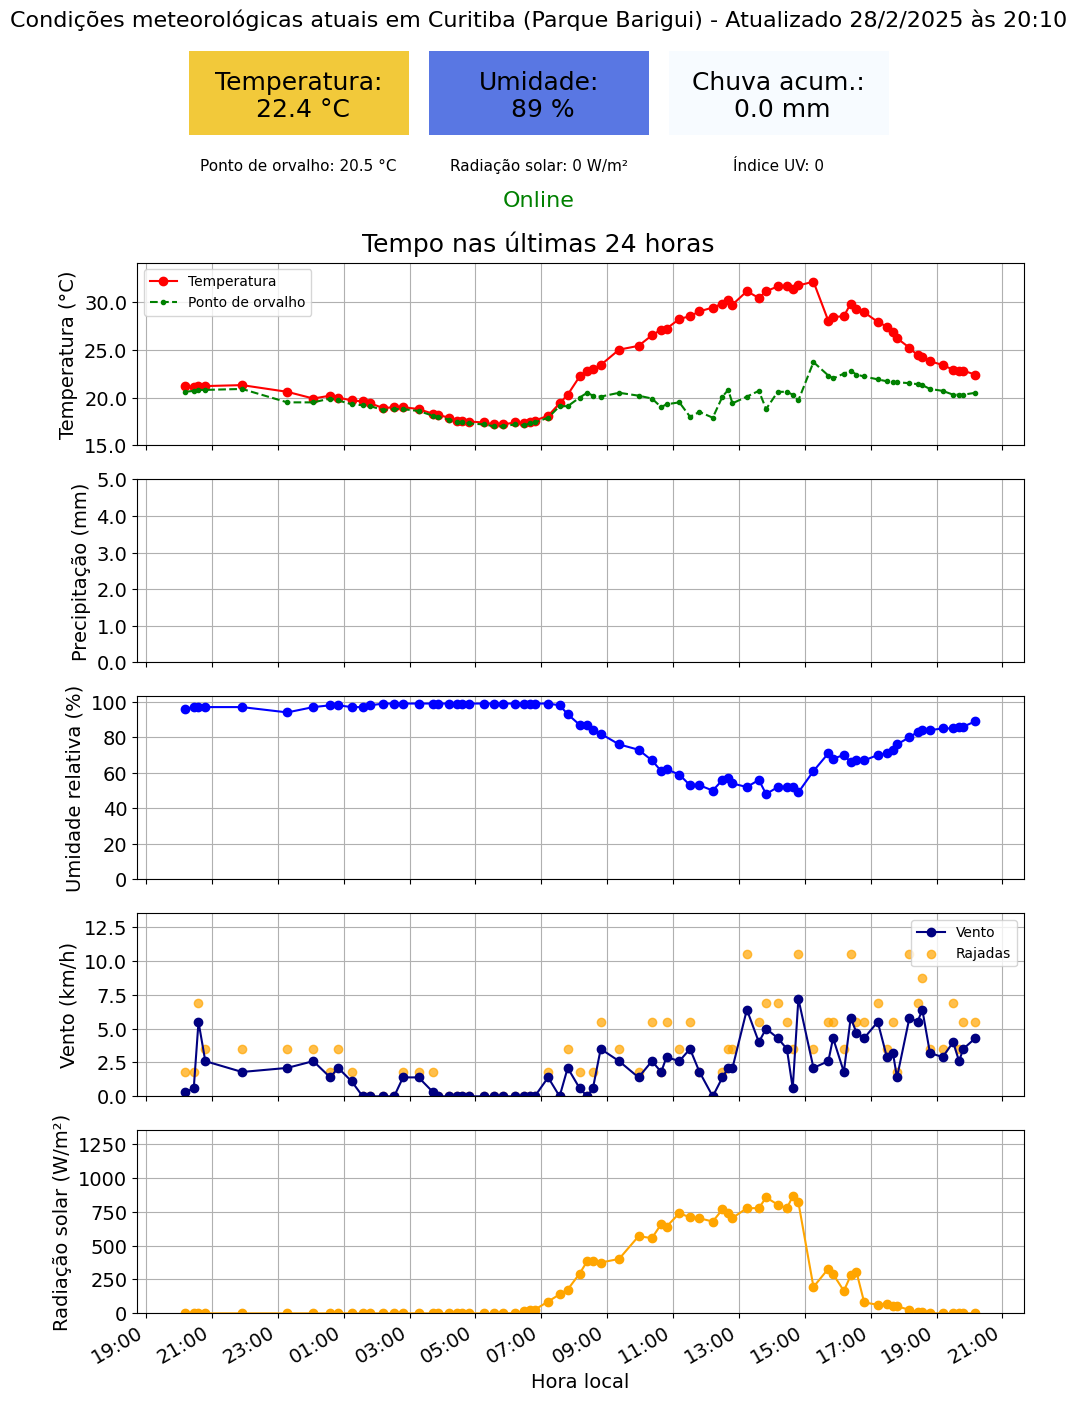 Condições meteorológicas atuais em Curitiba (Parque Barigui) - Atualizado 28/2/2025 às 20:10
Temperatura:
22.4 °C
Umidade:
89 %
Chuva acum.:
0.0 mm
Ponto de orvalho: 20.5 °C
Radiação solar: 0 W/m²
Índice UV: 0
Online
Tempo nas últimas 24 horas
Temperatura (°C)
30.0
25.0
20.0
15.0
Temperatura
Ponto de orvalho
Precipitação (mm)
5.0
4.0
3.0
2.0
1.0
0.0
Umidade relativa (%)
100
80
60
40
20
0
Vento (km/h)
12.5
10.0
7.5
5.0
2.5
0.0
Vento
Rajadas
Radiação solar (W/m²)
1250
1000
750
500
250
0
19:00
21:00
23:00
01:00
03:00
05:00
07:00
09:00
11:00
13:00
15:00
17:00
19:00
21:00
Hora local